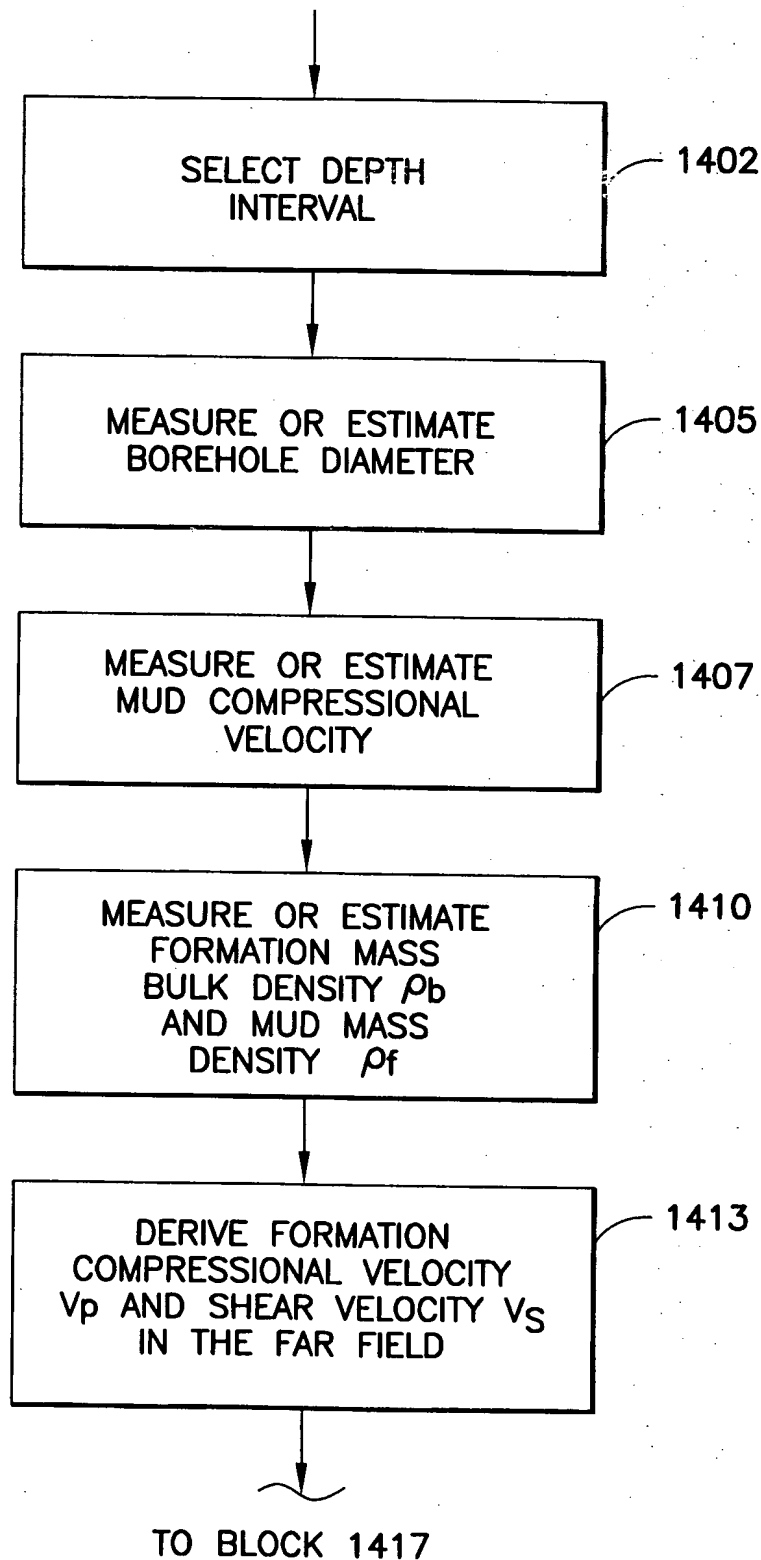 SELECT DEPTH
INTERVAL
1402
MEASURE OR ESTIMATE
BOREHOLE DIAMETER
1405
MEASURE OR ESTIMATE
MUD COMPRESSIONAL
VELOCITY
1407
MEASURE OR ESTIMATE
FORMATION MASS
BULK DENSITY ρb
AND MUD MASS
DENSITY ρf
1410
DERIVE FORMATION
COMPRESSIONAL VELOCITY
Vp AND SHEAR VELOCITY VS
IN THE FAR FIELD
1413
TO BLOCK 1417